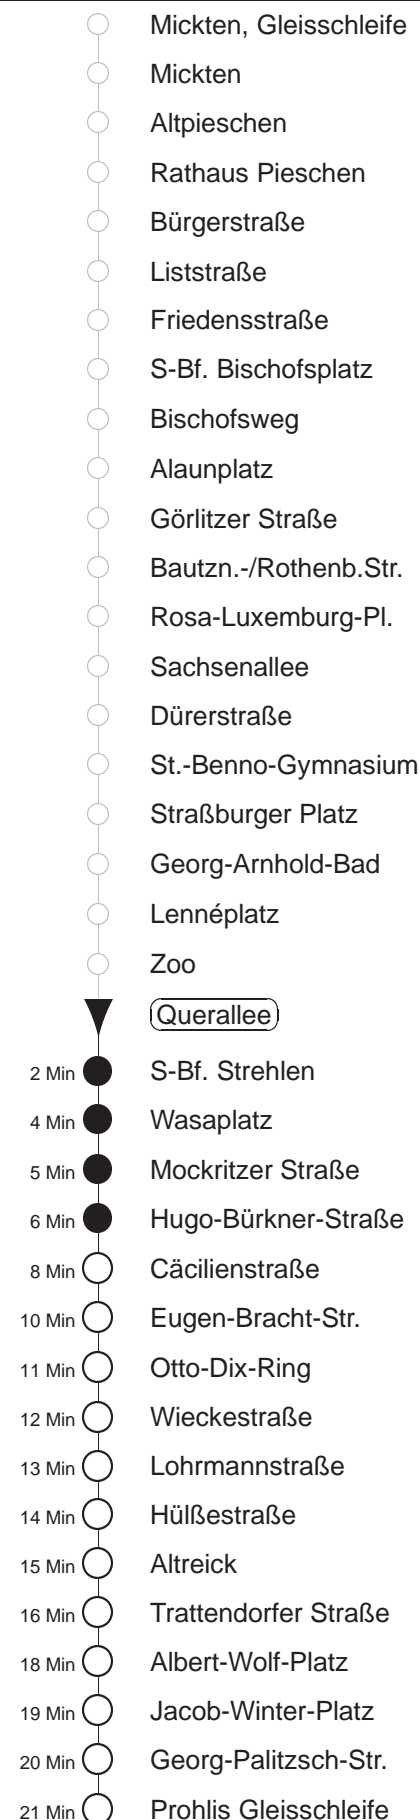 Mickten, Gleisschleife
Mickten
Altpieschen
Rathaus Pieschen
Bürgerstraße
Liststraße
Friedensstraße
S-Bf. Bischofsplatz
Bischofsweg
Alaunplatz
Görlitzer Straße
Bautzn.-/Rothenb.Str.
Rosa-Luxemburg-Pl.
Sachsenallee
Dürerstraße
St.-Benno-Gymnasium
Straßburger Platz
Georg-Arnhold-Bad
Lennéplatz
Zoo
Querallee
2 Min S-Bf. Strehlen
4 Min Wasaplatz
5 Min Mockritzer Straße
6 Min Hugo-Bürkner-Straße
8 Min Cäcilienstraße
10 Min Eugen-Bracht-Str.
11 Min Otto-Dix-Ring
12 Min Wieckestraße
13 Min Lohrmannstraße
14 Min Hülßestraße
15 Min Altreick
16 Min Trattendorfer Straße
18 Min Albert-Wolf-Platz
19 Min Jacob-Winter-Platz
20 Min Georg-Palitzsch-Str.
21 Min Prohlis Gleisschleife